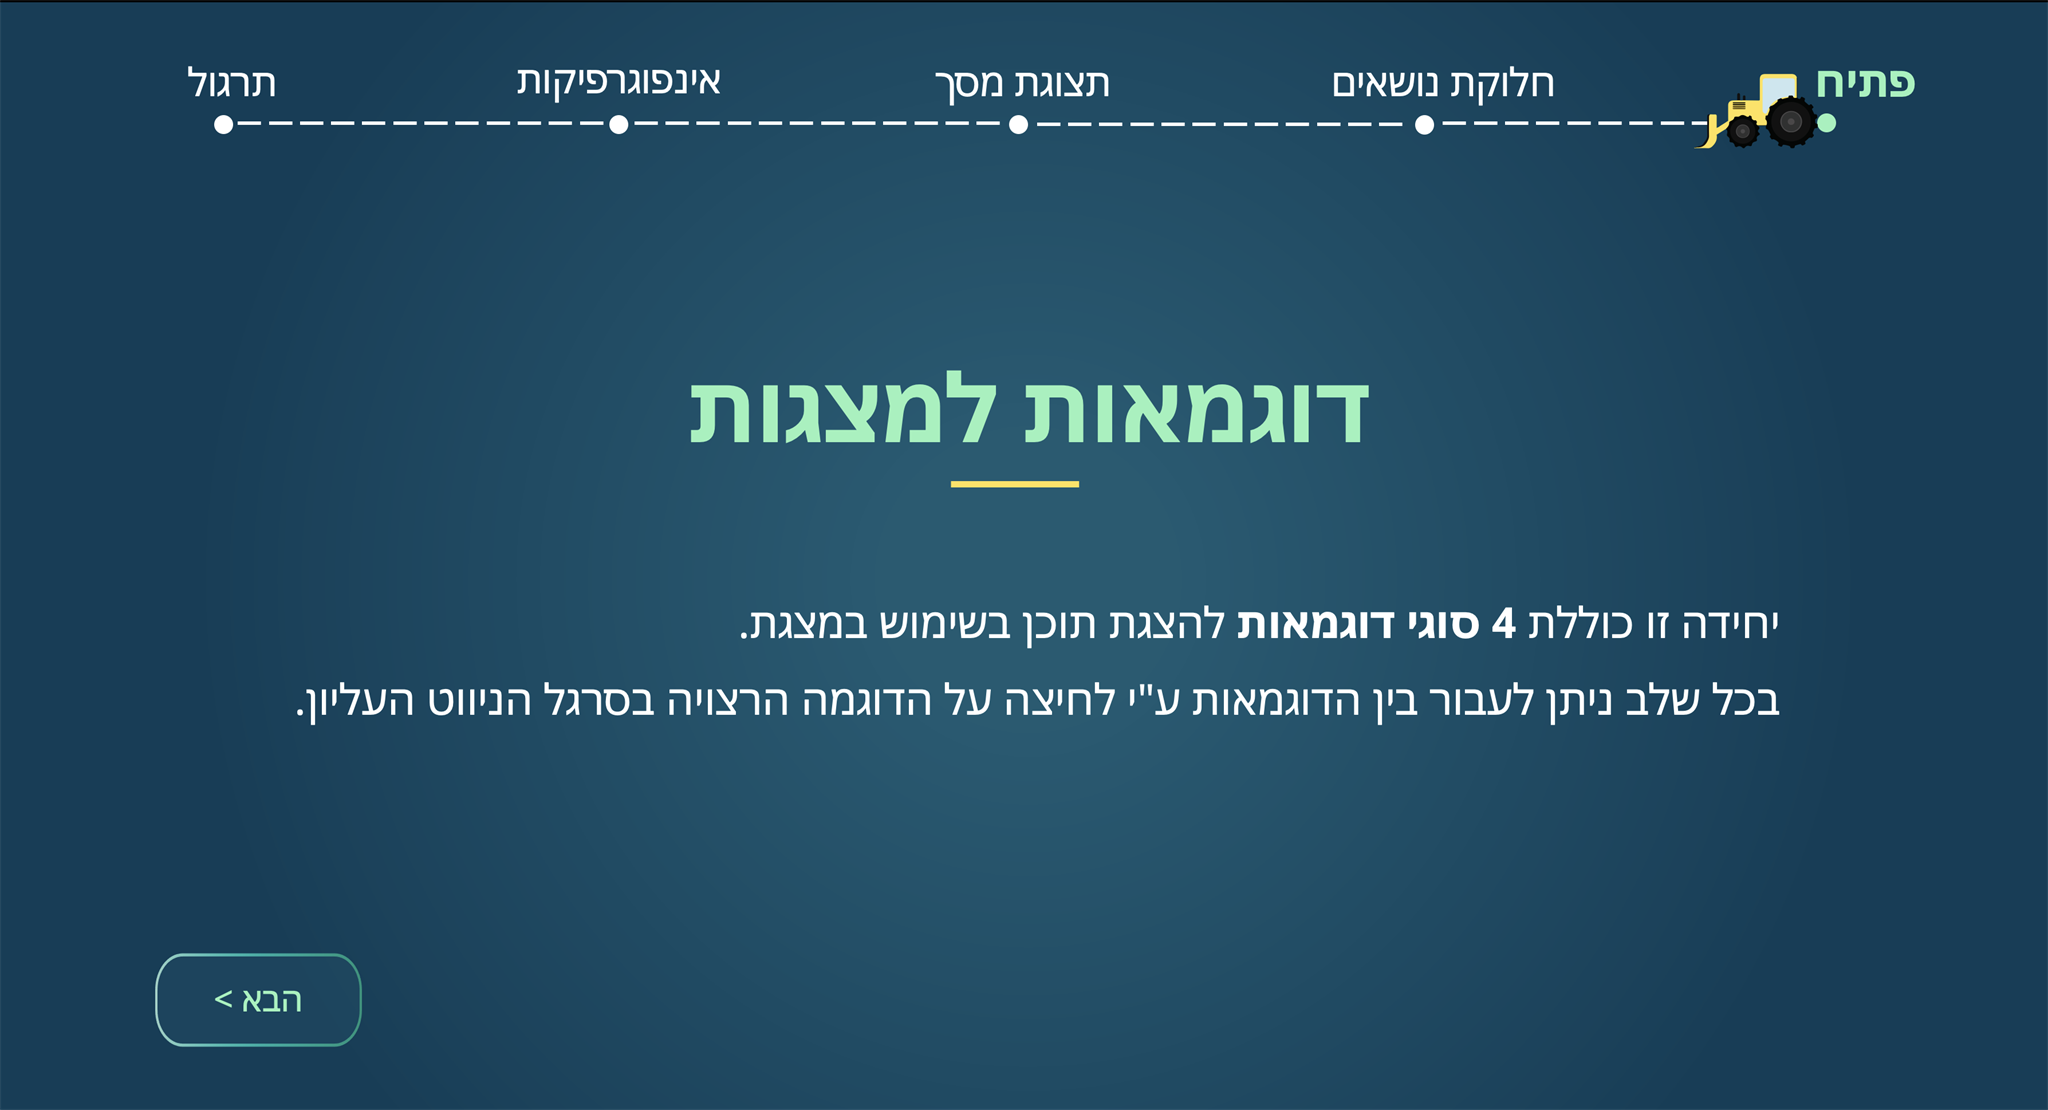 פתיח
חלוקת נושאים
תצוגת מסך
אינפוגרפיקות
תרגול
דוגמאות למצגות
יחידה זו כוללת 4 סוגי דוגמאות להצגת תוכן בשימוש במצגת.
בכל שלב ניתן לעבור בין הדוגמאות ע"י לחיצה על הדוגמה הרצויה בסרגל הניווט העליון.
הבא >